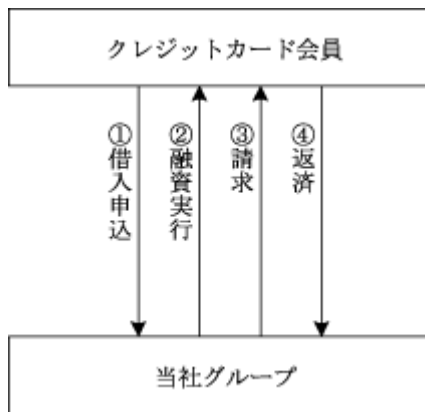 クレジットカード会員
①借入申込
②融資実行
③請求
④返済
当社グループ